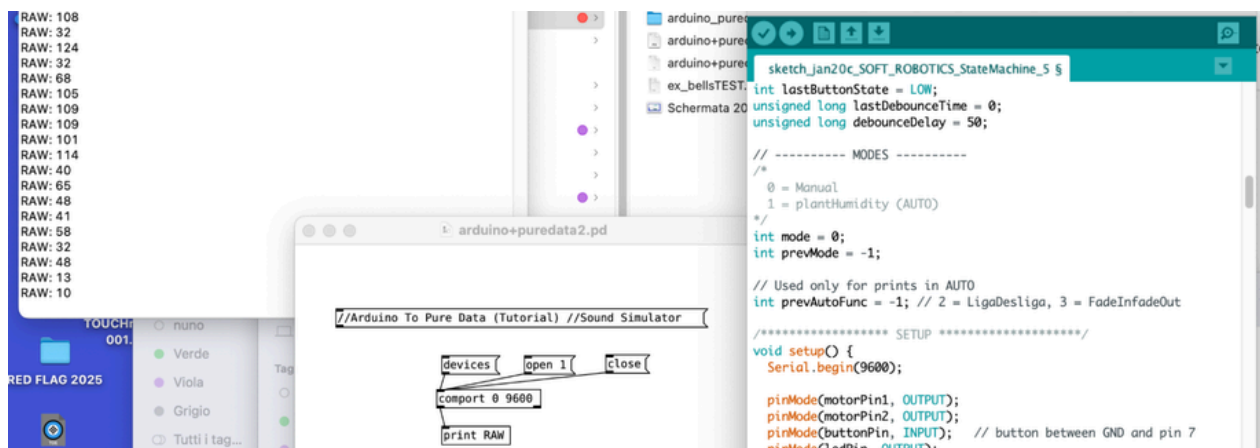 RAW: 108
RAW: 32
RAW: 124
RAW: 32
RAW: 68
RAW: 105
RAW: 109
RAW: 109
RAW: 101
RAW: 114
RAW: 40
RAW: 65
RAW: 48
RAW: 41
RAW: 58
RAW: 32
RAW: 48
RAW: 13
RAW: 10
001.
RED FLAG 2025
nuno
Verde
Viola
Grigio
Tutti i tag...
Tag
ex_bellsTEST.
Schermata 20
arduino+puredata2.pd
//Arduino To Pure Data (Tutorial) //Sound Simulator
devices
open 1
close
comport 0 9600
print RAW
sketch_jan20c_SOFT_ROBOTICS_StateMachine_5 §
int lastButtonState = LOW;
unsigned long lastDebounceTime = 0;
unsigned long debounceDelay = 50;
// ---------- MODES ----------
/*
0 = Manual
1 = plantHumidity (AUTO)
*/
int mode = 0;
int prevMode = -1;
// Used only for prints in AUTO
int prevAutoFunc = -1; // 2 = LigaDesliga, 3 = FadeInfadeOut
/******************* SETUP *********************/
void setup() {
Serial.begin(9600);
pinMode(motorPin1, OUTPUT);
pinMode(motorPin2, OUTPUT);
pinMode(buttonPin, INPUT); // button between GND and pin 7
pinMode(ledPin, OUTPUT);